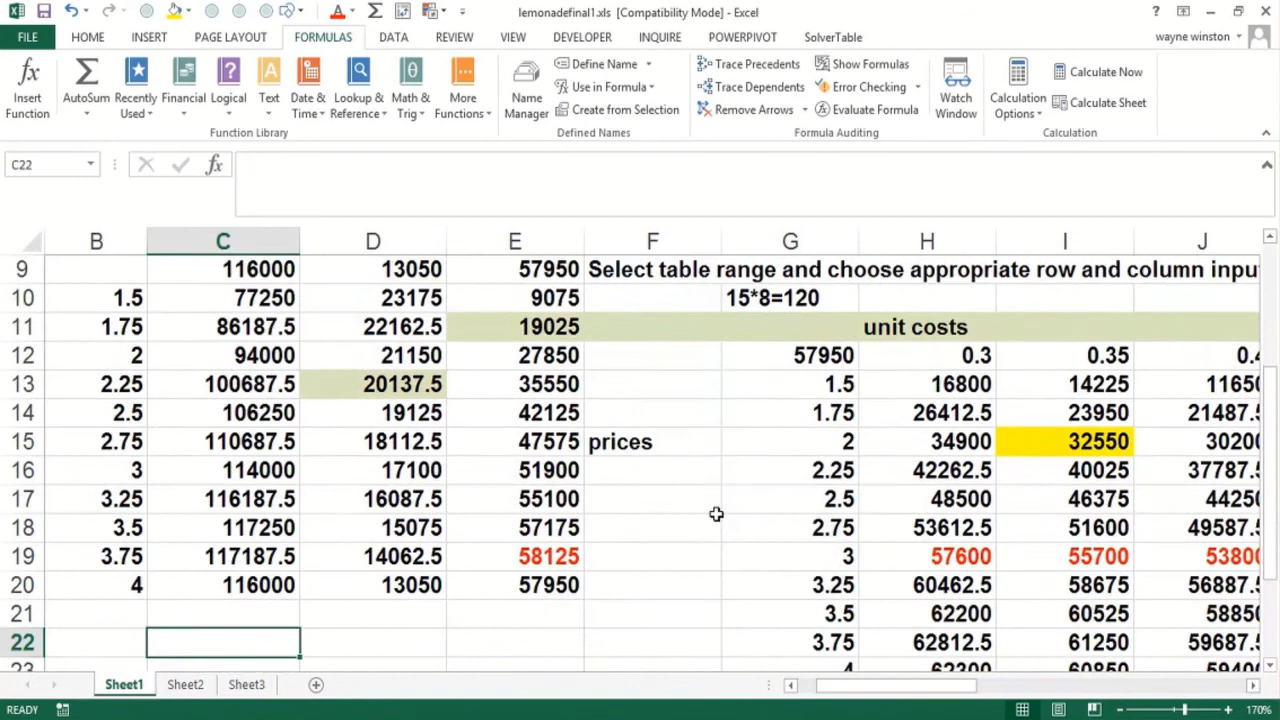 lemonadefinal1.xls [Compatibility Mode] - Excel
FILE HOME INSERT PAGE LAYOUT FORMULAS DATA REVIEW VIEW DEVELOPER INQUIRE POWERPIVOT SolverTable wayne winston
Insert Function AutoSum Recently Used Financial Logical Text Date & Time Lookup & Reference Math & Trig More Functions
Function Library
Name Manager Define Name Use in Formula Create from Selection
Defined Names
Trace Precedents Trace Dependents Remove Arrows Show Formulas Error Checking Evaluate Formula
Formula Auditing
Watch Window
Calculation Options Calculate Now Calculate Sheet
Calculation
C22 fx
B C D E F G H I J
9 116000 13050 57950 Select table range and choose appropriate row and column inpu
10 1.5 77250 23175 9075 15*8=120
11 1.75 86187.5 22162.5 19025 unit costs
12 2 94000 21150 27850 57950 0.3 0.35 0.4
13 2.25 100687.5 20137.5 35550 1.5 16800 14225 11650
14 2.5 106250 19125 42125 1.75 26412.5 23950 21487.5
15 2.75 110687.5 18112.5 47575 prices 2 34900 32550 30200
16 3 114000 17100 51900 2.25 42262.5 40025 37787.5
17 3.25 116187.5 16087.5 55100 2.5 48500 46375 44250
18 3.5 117250 15075 57175 2.75 53612.5 51600 49587.5
19 3.75 117187.5 14062.5 58125 3 57600 55700 53800
20 4 116000 13050 57950 3.25 60462.5 58675 56887.5
21 3.5 62200 60525 58850
22 3.75 62812.5 61250 59687.5
23 4 62300 60850 59400
Sheet1 Sheet2 Sheet3
READY 170%